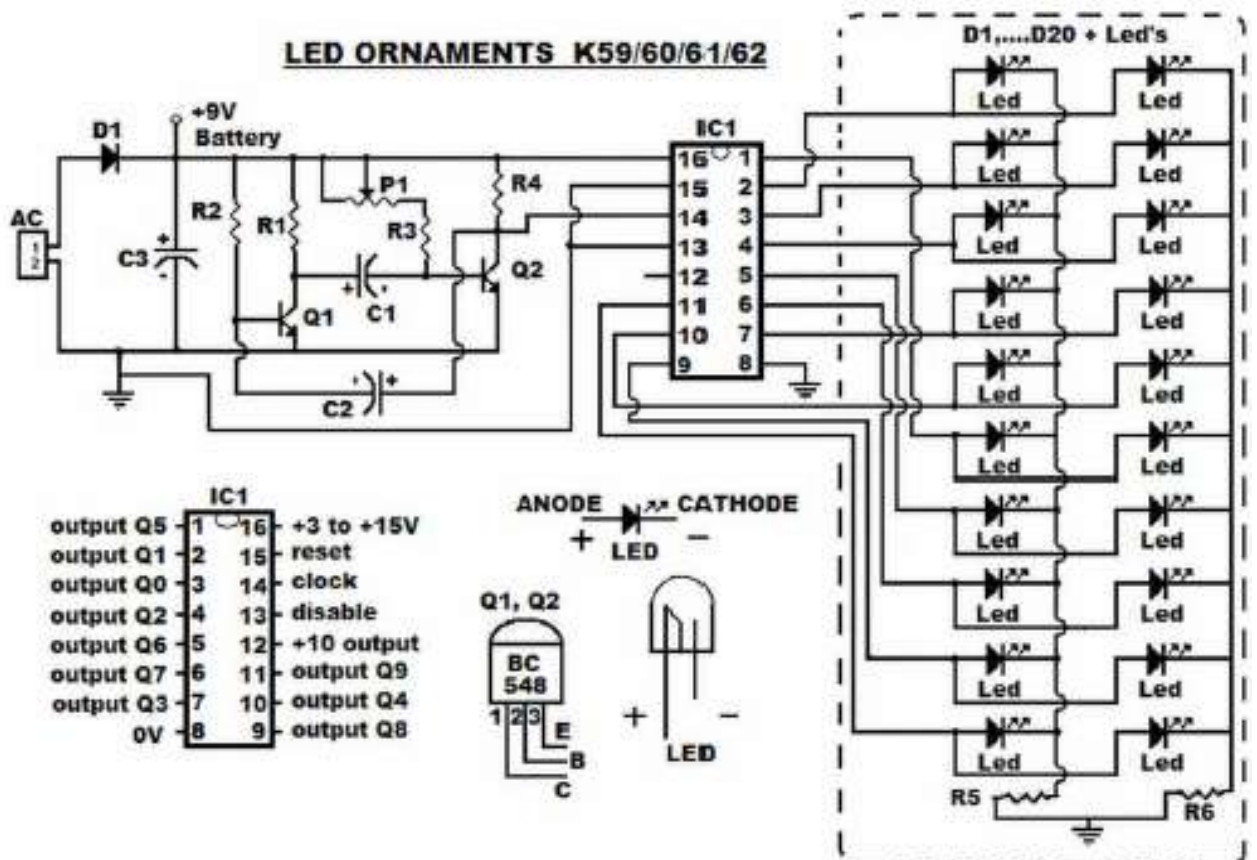 LED ORNAMENTS K59/60/61/62
D1,....D20 + Led's
+9V
Battery
D1
AC
1
2
C3
R2
R1
P1
R3
R4
C1
Q1
Q2
C2
IC1
16 1
15 2
14 3
13 4
12 5
11 6
10 7
9 8
Led Led
Led Led
Led Led
Led Led
Led Led
Led Led
Led Led
Led Led
Led Led
Led Led
R5 R6
IC1
output Q5 1 16 +3 to +15V
output Q1 2 15 reset
output Q0 3 14 clock
output Q2 4 13 disable
output Q6 5 12 +10 output
output Q7 6 11 output Q9
output Q3 7 10 output Q4
0V 8 9 output Q8
ANODE CATHODE
+ LED -
Q1, Q2
BC
548
1 2 3
E
B
C
+ -
LED